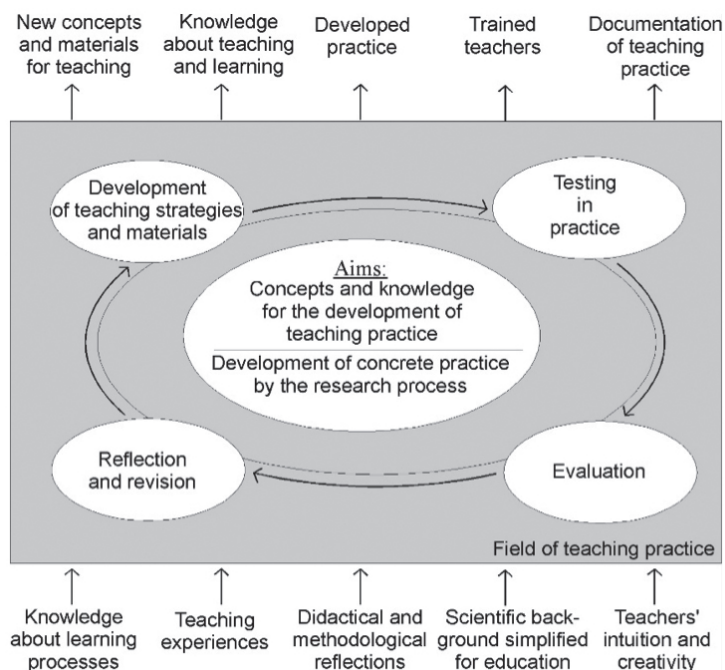 New concepts
and materials
for teaching
Knowledge
about teaching
and learning
Developed
practice
Trained
teachers
Documentation
of teaching
practice
Development
of teaching strategies
and materials
Testing
in
practice
Aims:
Concepts and knowledge
for the development of
teaching practice
Development of concrete practice
by the research process
Reflection
and revision
Evaluation
Field of teaching practice
Knowledge
about learning
processes
Teaching
experiences
Didactical and
methodological
reflections
Scientific back-
ground simplified
for education
Teachers'
intuition and
creativity